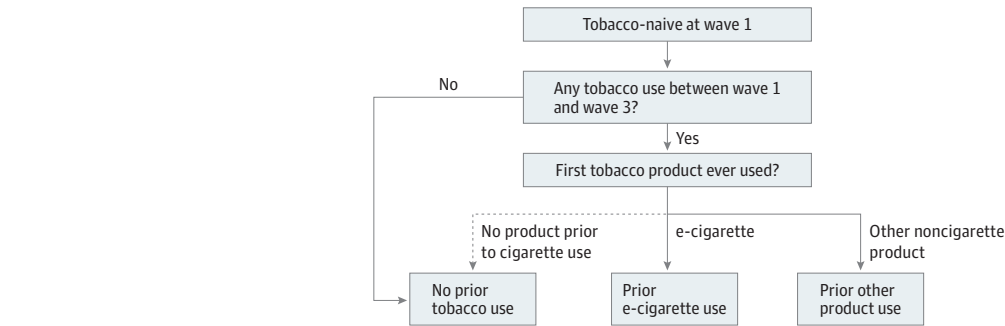 Tobacco-naive at wave 1
No
Any tobacco use between wave 1
and wave 3?
Yes
First tobacco product ever used?
No product prior
to cigarette use
e-cigarette
Other noncigarette
product
No prior
tobacco use
Prior
e-cigarette use
Prior other
product use